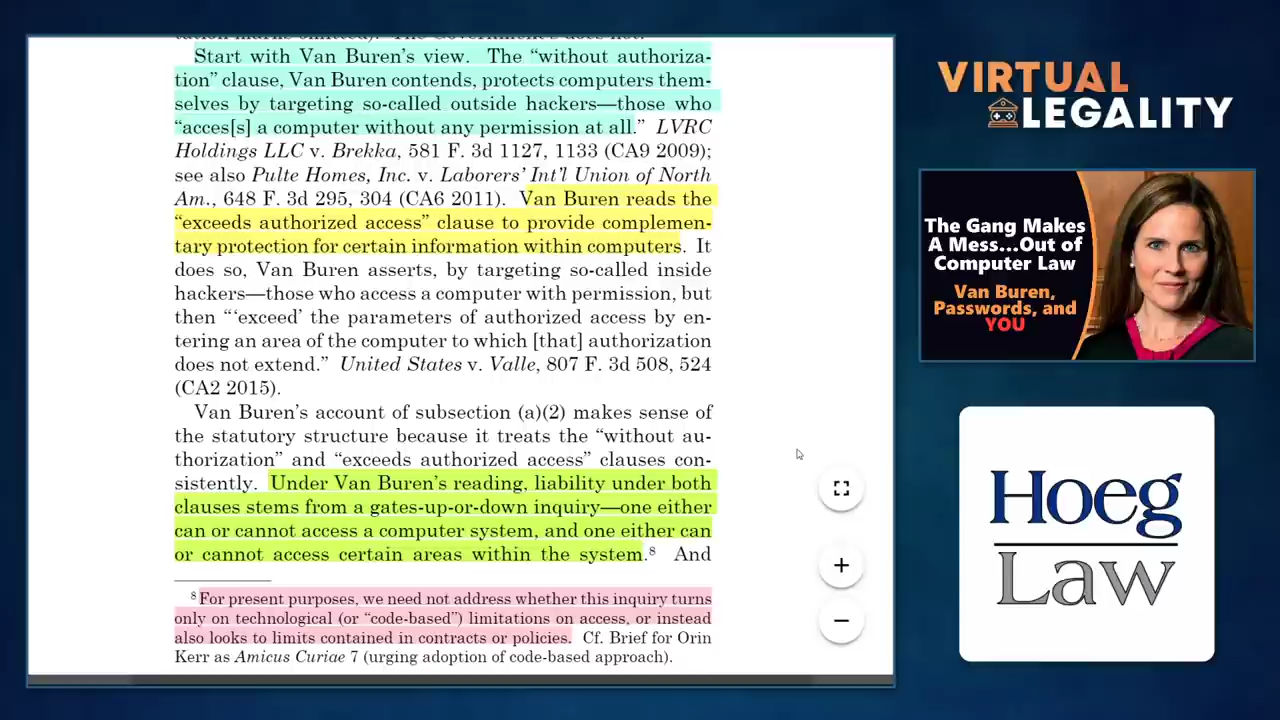 Start with Van Buren's view. The “without authoriza-
tion” clause, Van Buren contends, protects computers them-
selves by targeting so-called outside hackers—those who
“acces[s] a computer without any permission at all.” LVRC
Holdings LLC v. Brekka, 581 F. 3d 1127, 1133 (CA9 2009);
see also Pulte Homes, Inc. v. Laborers' Int'l Union of North
Am., 648 F. 3d 295, 304 (CA6 2011). Van Buren reads the
“exceeds authorized access” clause to provide complemen-
tary protection for certain information within computers. It
does so, Van Buren asserts, by targeting so-called inside
hackers—those who access a computer with permission, but
then “‘exceed’ the parameters of authorized access by en-
tering an area of the computer to which [that] authorization
does not extend.” United States v. Valle, 807 F. 3d 508, 524
(CA2 2015).
Van Buren's account of subsection (a)(2) makes sense of
the statutory structure because it treats the “without au-
thorization” and “exceeds authorized access” clauses con-
sistently. Under Van Buren's reading, liability under both
clauses stems from a gates-up-or-down inquiry—one either
can or cannot access a computer system, and one either can
or cannot access certain areas within the system.⁸ And
⁸For present purposes, we need not address whether this inquiry turns
only on technological (or “code-based”) limitations on access, or instead
also looks to limits contained in contracts or policies. Cf. Brief for Orin
Kerr as Amicus Curiae 7 (urging adoption of code-based approach).
VIRTUAL
LEGALITY
The Gang Makes
A Mess...Out of
Computer Law
Van Buren,
Passwords, and
YOU
Hoeg
Law